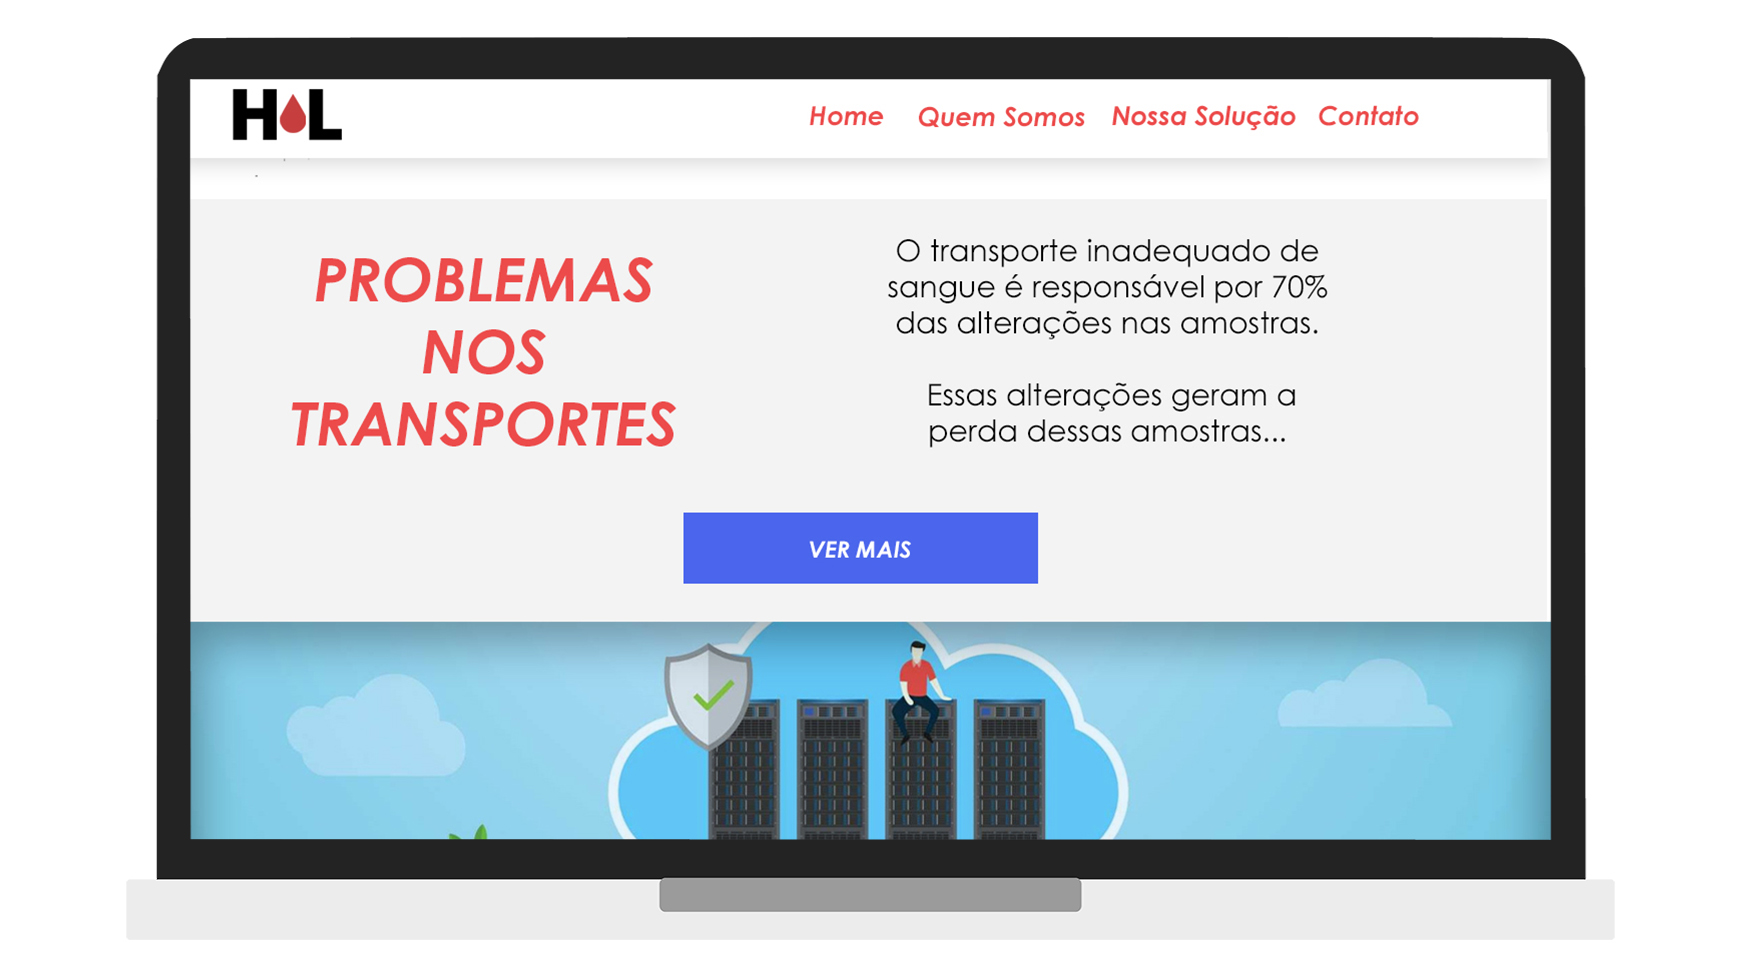 HOL
Home Quem Somos Nossa Solução Contato
PROBLEMAS
NOS
TRANSPORTES
O transporte inadequado de
sangue é responsável por 70%
das alterações nas amostras.
Essas alterações geram a
perda dessas amostras...
VER MAIS